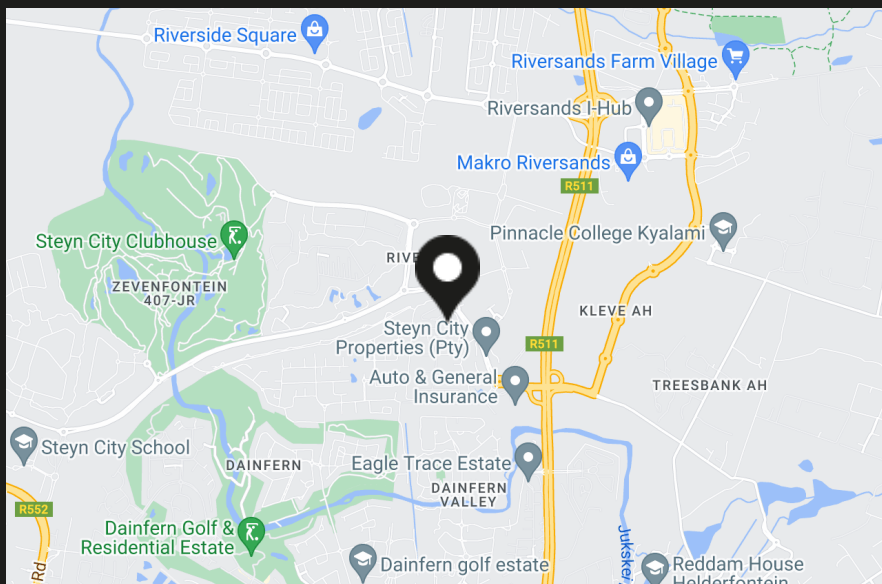 Riverside Square
Riversands Farm Village
Riversands I-Hub
Makro Riversands
R511
Steyn City Clubhouse
Pinnacle College Kyalami
RIVE
ZEVENFONTEIN
407-JR
KLEVE AH
Steyn City
Properties (Pty)
R511
Auto & General
Insurance
TREESBANK AH
Steyn City School
DAINFERN
Eagle Trace Estate
DAINFERN
VALLEY
R552
Dainfern Golf &
Residential Estate
Rd
Dainfern golf estate
Jukskei
Reddam House
Helderfontein